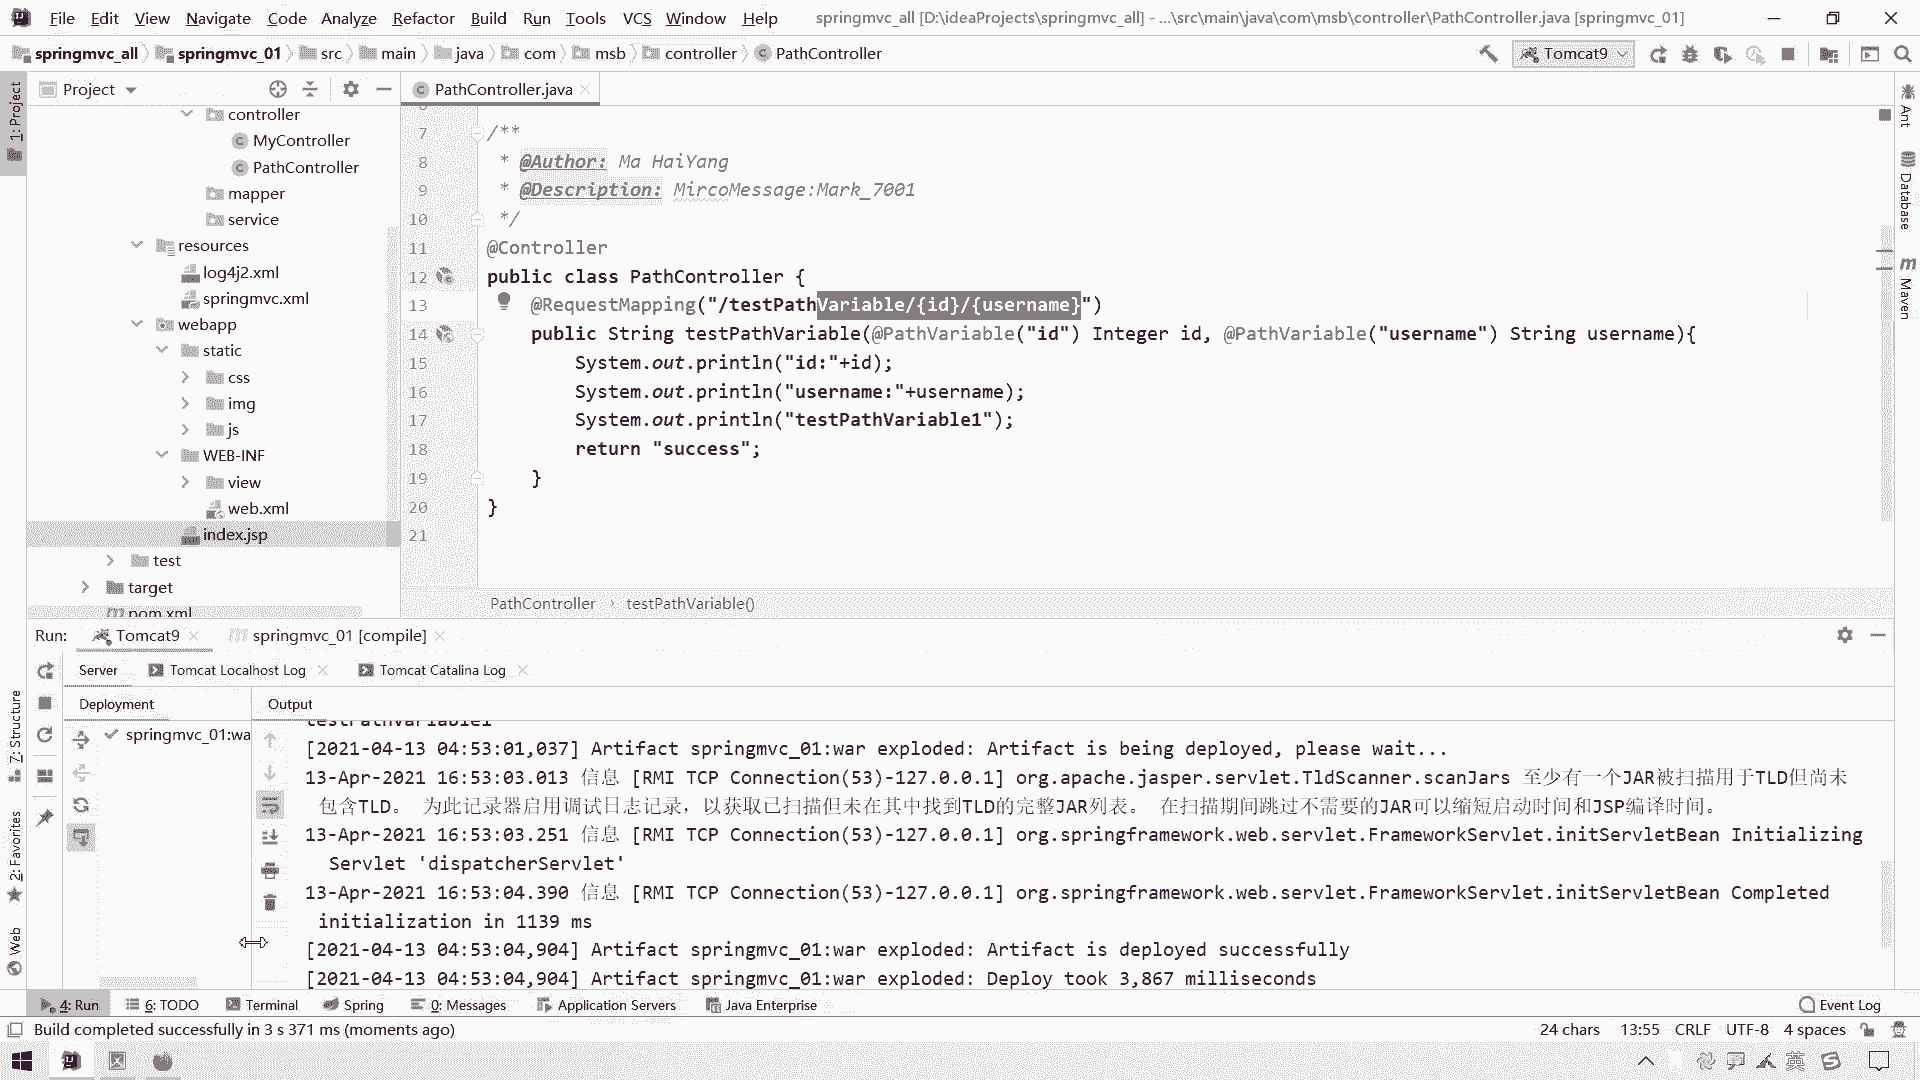 File Edit View Navigate Code Analyze Refactor Build Run Tools VCS Window Help springmvc_all [D:\ideaProjects\springmvc_all] - ...\src\main\java\com\msb\controller\PathController.java [springmvc_01]
springmvc_all springmvc_01 src main java com msb controller PathController Tomcat9
1: Project
Project
controller
MyController
PathController
mapper
service
resources
log4j2.xml
springmvc.xml
webapp
static
css
img
js
WEB-INF
view
web.xml
index.jsp
test
target
pom.xml
PathController.java
7 /**
8 * @Author: Ma HaiYang
9 * @Description: MircoMessage:Mark_7001
10 */
11 @Controller
12 public class PathController {
13 @RequestMapping("/testPathVariable/{id}/{username}")
14 public String testPathVariable(@PathVariable("id") Integer id, @PathVariable("username") String username){
15 System.out.println("id:"+id);
16 System.out.println("username:"+username);
17 System.out.println("testPathVariable1");
18 return "success";
19 }
20 }
21
PathController testPathVariable()
Ant
Database
Maven
Run: Tomcat9 springmvc_01 [compile]
Server Tomcat Localhost Log Tomcat Catalina Log
Deployment Output
springmvc_01:wa
testPathVariable1
[2021-04-13 04:53:01,037] Artifact springmvc_01:war exploded: Artifact is being deployed, please wait...
13-Apr-2021 16:53:03.013 信息 [RMI TCP Connection(53)-127.0.0.1] org.apache.jasper.servlet.TldScanner.scanJars 至少有一个JAR被扫描用于TLD但尚未
包含TLD。 为此记录器启用调试日志记录，以获取已扫描但未在其中找到TLD的完整JAR列表。 在扫描期间跳过不需要的JAR可以缩短启动时间和JSP编译时间。
13-Apr-2021 16:53:03.251 信息 [RMI TCP Connection(53)-127.0.0.1] org.springframework.web.servlet.FrameworkServlet.initServletBean Initializing
Servlet 'dispatcherServlet'
13-Apr-2021 16:53:04.390 信息 [RMI TCP Connection(53)-127.0.0.1] org.springframework.web.servlet.FrameworkServlet.initServletBean Completed
initialization in 1139 ms
[2021-04-13 04:53:04,904] Artifact springmvc_01:war exploded: Artifact is deployed successfully
[2021-04-13 04:53:04,904] Artifact springmvc_01:war exploded: Deploy took 3,867 milliseconds
7: Structure
2: Favorites
Web
4: Run 6: TODO Terminal Spring 0: Messages Application Servers Java Enterprise Event Log
Build completed successfully in 3 s 371 ms (moments ago) 24 chars 13:55 CRLF UTF-8 4 spaces
英